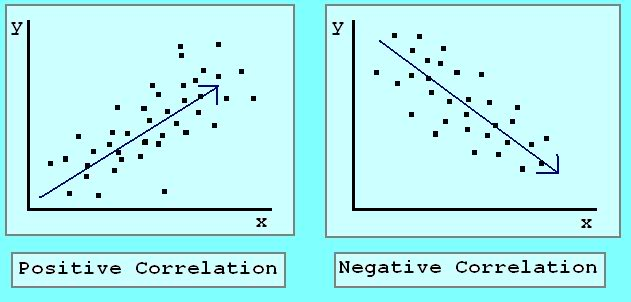 y
x
Positive Correlation
y
x
Negative Correlation